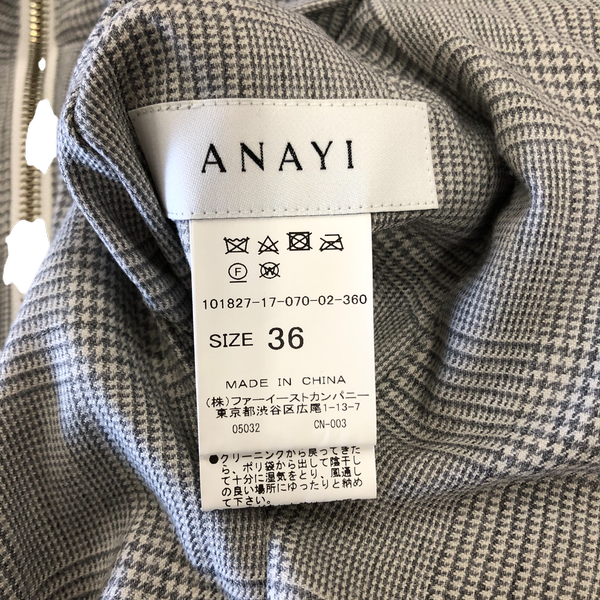 ANAYI
F W
101827-17-070-02-360
SIZE 36
MADE IN CHINA
(株)ファーイーストカンパニー
東京都渋谷区広尾1-13-7
05032 CN-003
●クリーニングから戻ってきた
ら、ポリ袋から出して陰干し
て十分に湿気をとり、風通し
の良い場所にゆったりと納め
て下さい。